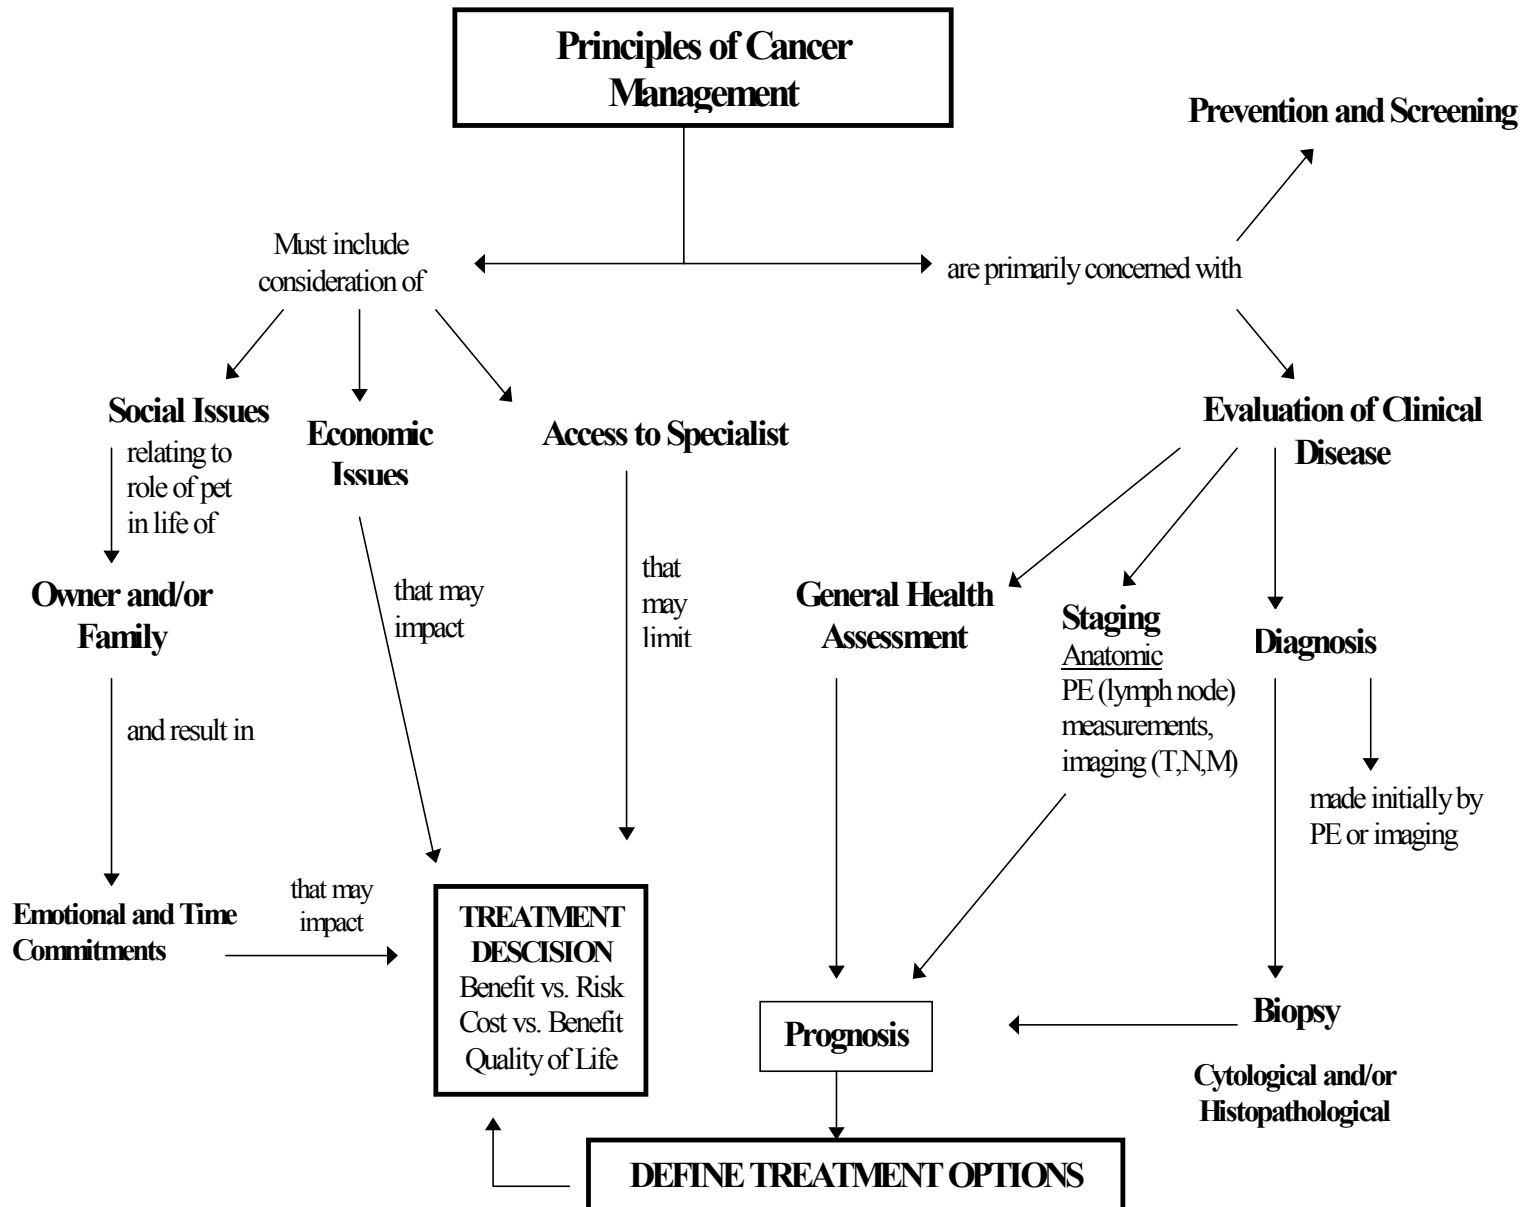 Principles of Cancer
Management
Prevention and Screening
Must include
consideration of
are primarily concerned with
Social Issues
relating to
role of pet
in life of
Economic
Issues
Access to Specialist
Evaluation of Clinical
Disease
Owner and/or
Family
that may
impact
that
may
limit
General Health
Assessment
Staging
Anatomic
PE (lymph node)
measurements,
imaging (T,N,M)
Diagnosis
and result in
made initially by
PE or imaging
Emotional and Time
Commitments
that may
impact
TREATMENT
DESCISION
Benefit vs. Risk
Cost vs. Benefit
Quality of Life
Prognosis
Biopsy
Cytological and/or
Histopathological
DEFINE TREATMENT OPTIONS